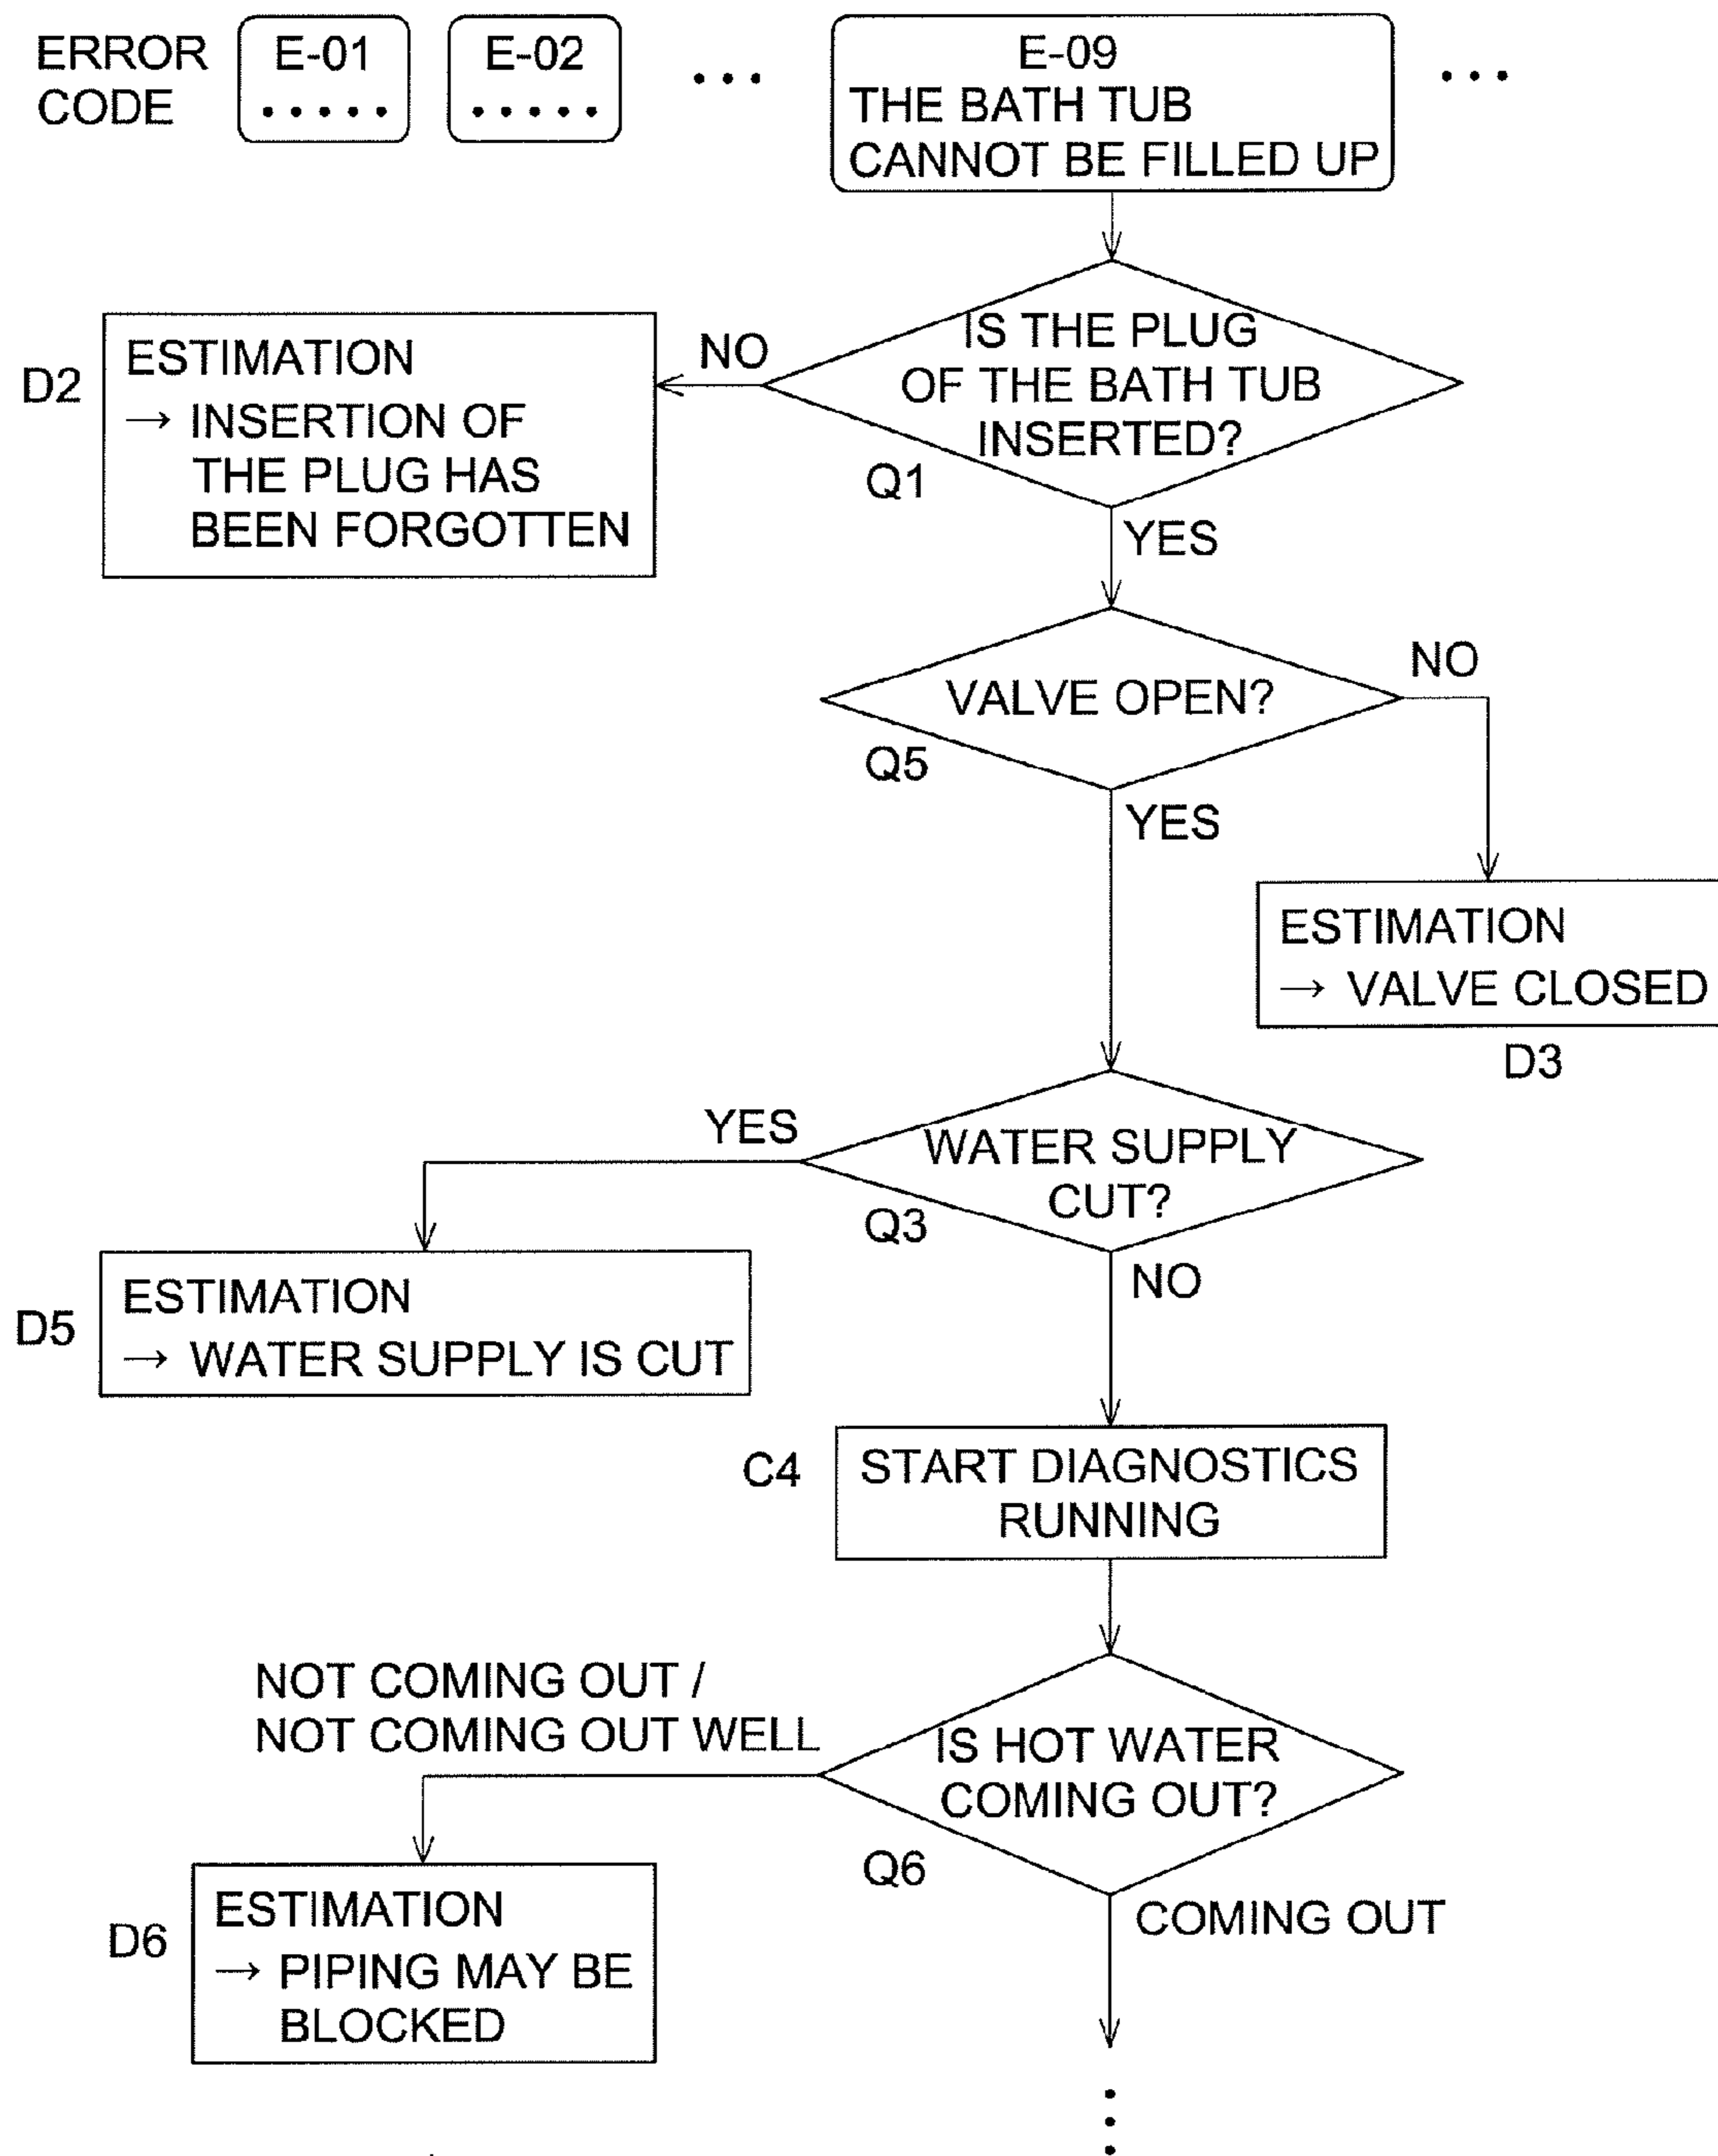 ERROR
CODE
E-01
.....
E-02
.....
...
E-09
THE BATH TUB
CANNOT BE FILLED UP
...
IS THE PLUG
OF THE BATH TUB
INSERTED?
Q1
NO
D2
ESTIMATION
→ INSERTION OF
THE PLUG HAS
BEEN FORGOTTEN
YES
VALVE OPEN?
Q5
NO
YES
ESTIMATION
→ VALVE CLOSED
D3
WATER SUPPLY
CUT?
Q3
YES
D5
ESTIMATION
→ WATER SUPPLY IS CUT
NO
C4
START DIAGNOSTICS
RUNNING
IS HOT WATER
COMING OUT?
Q6
NOT COMING OUT /
NOT COMING OUT WELL
D6
ESTIMATION
→ PIPING MAY BE
BLOCKED
COMING OUT